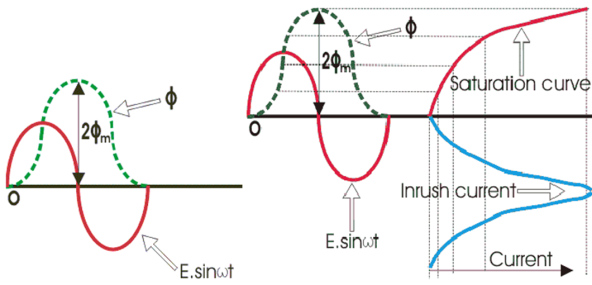 ϕ
2ϕm
O
E.sinωt
ϕ
2ϕm
O
E.sinωt
Saturation curve
Inrush current
Current